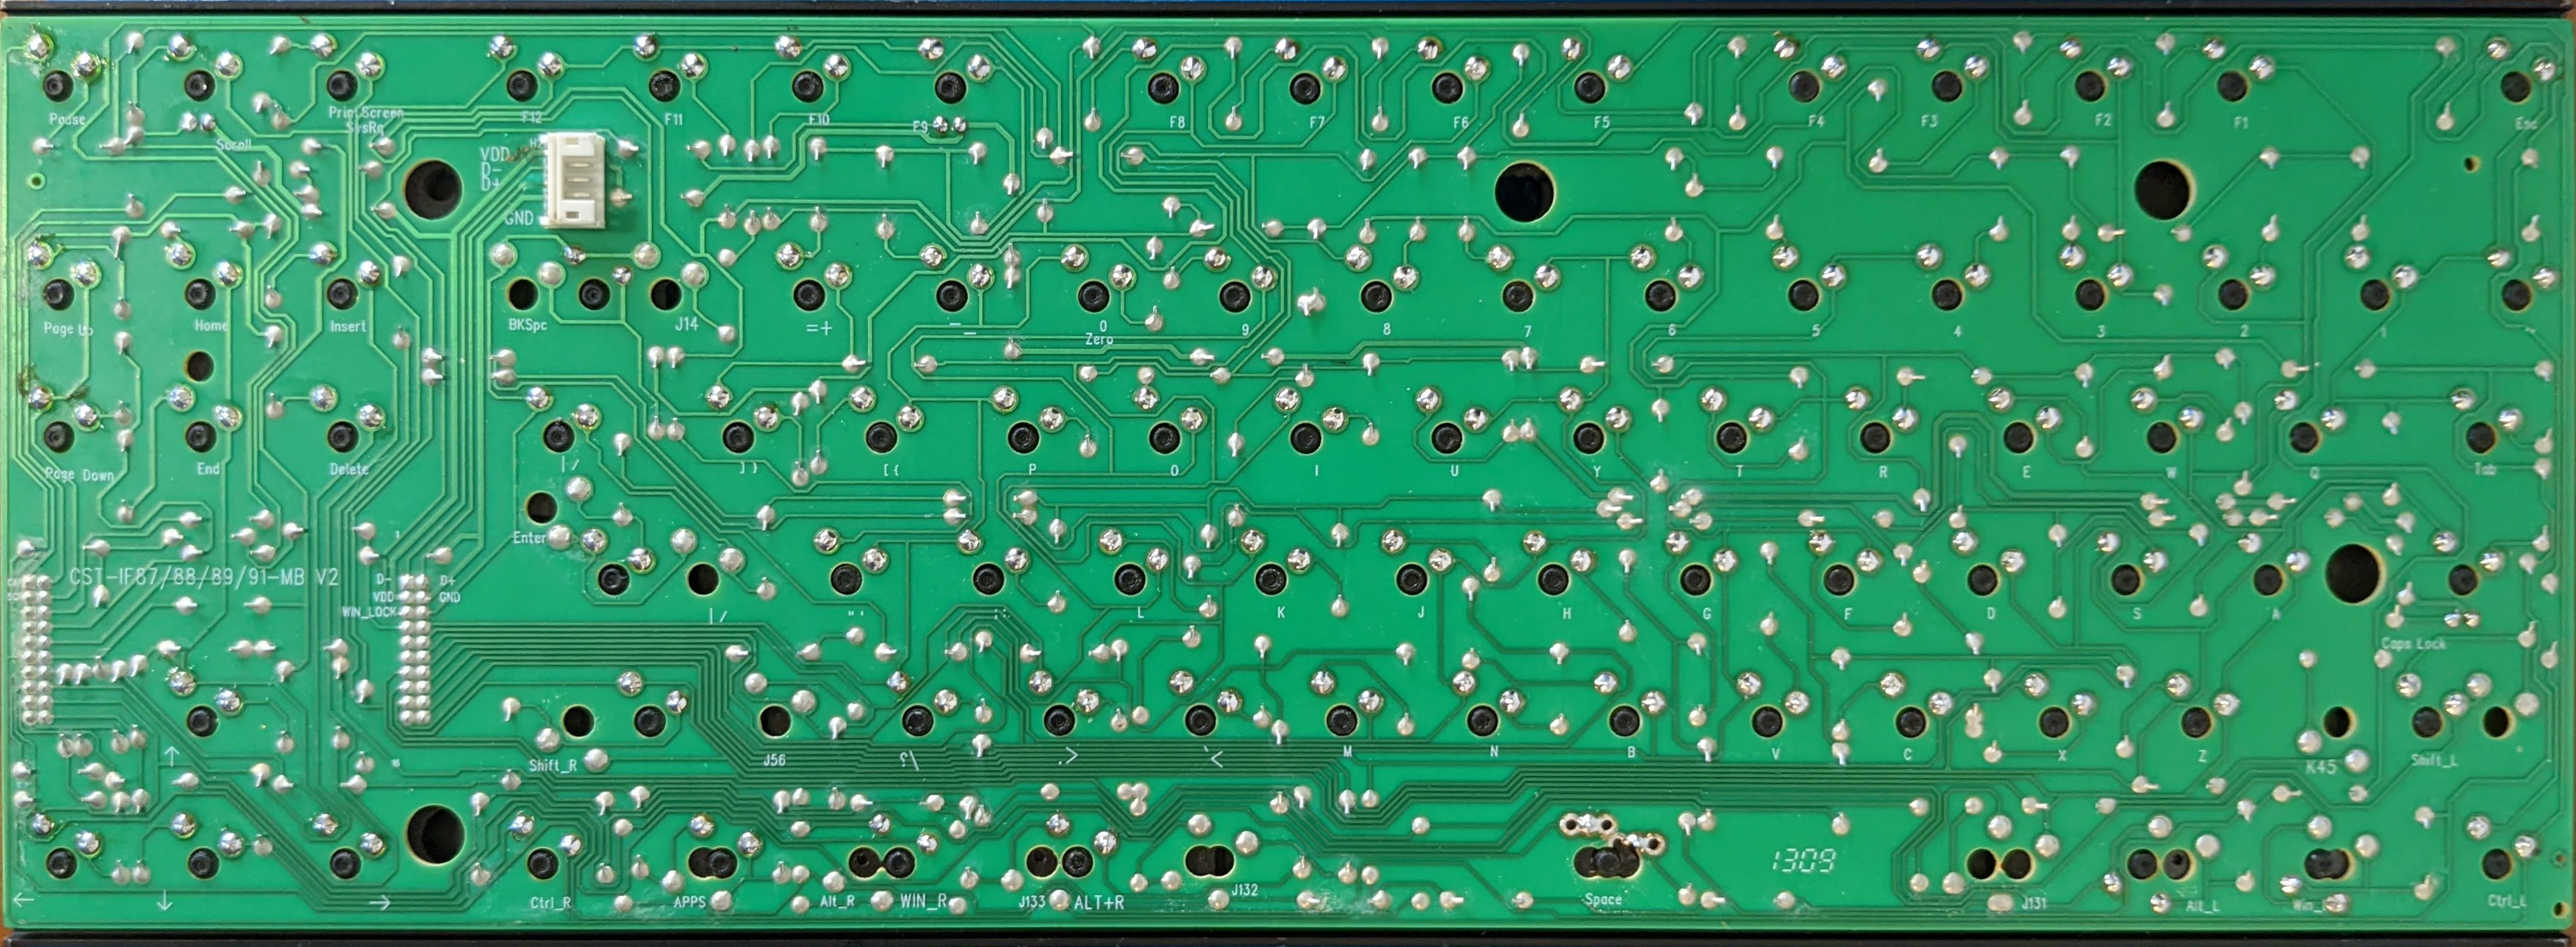 Pause
Scroll
Print Screen
SysRq
F12
F11
F10
F9
F8
F7
F6
F5
F4
F3
F2
F1
Esc
VDD
D-
D+
GND
Page Up
Home
Insert
BKSpc
J14
=+
-_
0
Zero
9
8
7
6
5
4
3
2
1
~
Page Down
End
Delete
|/
]}
[{
P
O
I
U
Y
T
R
E
W
Q
Tab
Enter
CST-IF87/88/89/91-MB V2
D-
VDD
WIN_LOCK
D+
GND
|/
"'
:;
L
K
J
H
G
F
D
S
A
Caps Lock
↑
Shift_R
J56
?/
>.
<,
M
N
B
V
C
X
Z
K45
Shift_L
←
↓
→
Ctrl_R
APPS
Alt_R
WIN_R
J133
ALT+R
J132
Space
1309
J131
Alt_L
Win_L
Ctrl_L